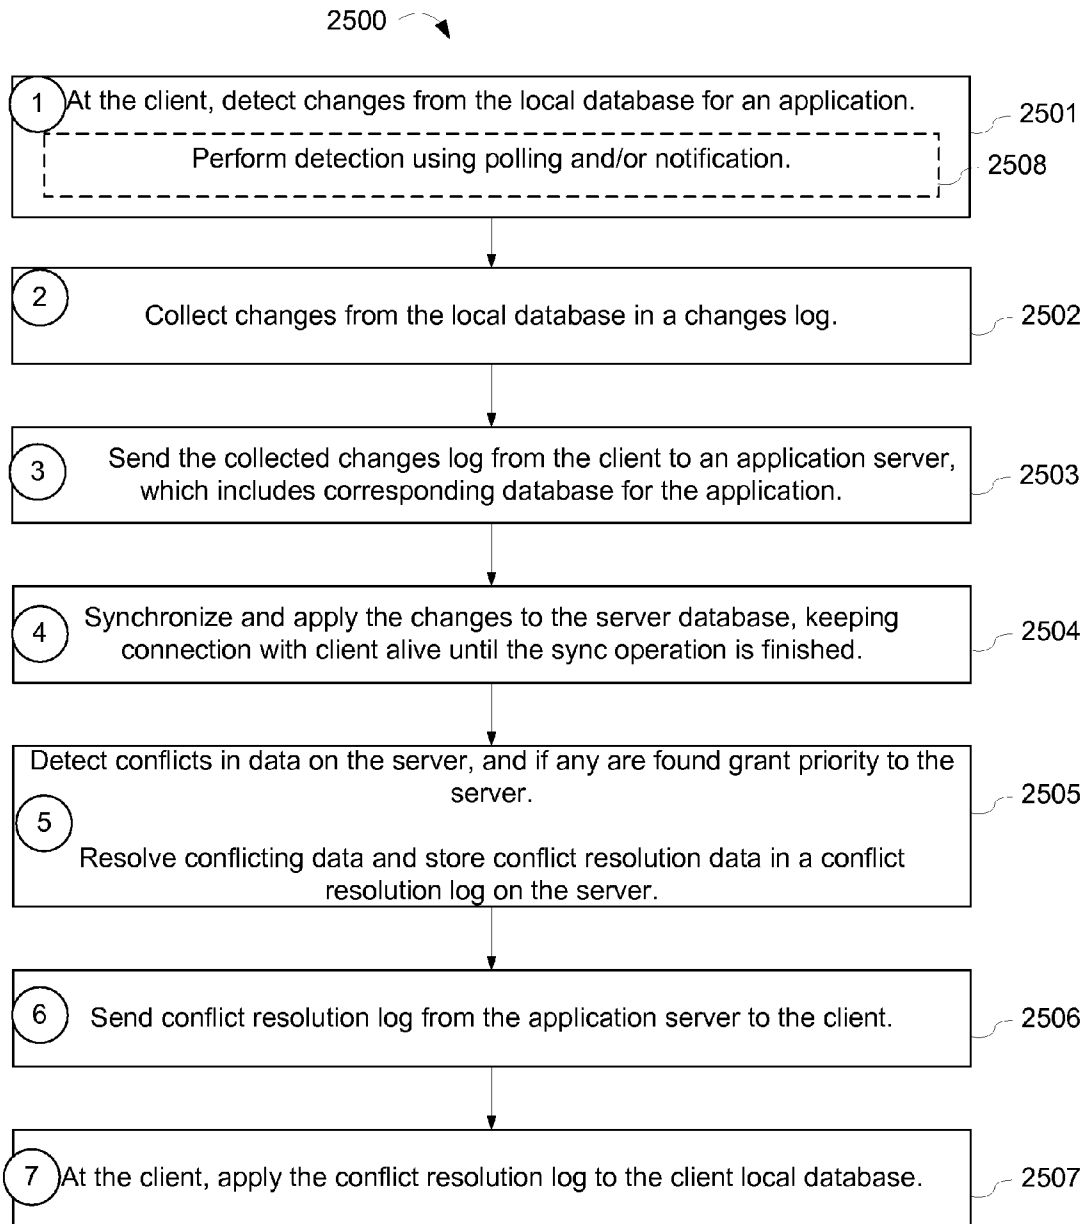 2500
1
At the client, detect changes from the local database for an application.
2501
Perform detection using polling and/or notification.
2508
2
Collect changes from the local database in a changes log.
2502
3
Send the collected changes log from the client to an application server,
which includes corresponding database for the application.
2503
4
Synchronize and apply the changes to the server database, keeping
connection with client alive until the sync operation is finished.
2504
Detect conflicts in data on the server, and if any are found grant priority to the
server.
2505
5
Resolve conflicting data and store conflict resolution data in a conflict
resolution log on the server.
6
Send conflict resolution log from the application server to the client.
2506
7
At the client, apply the conflict resolution log to the client local database.
2507